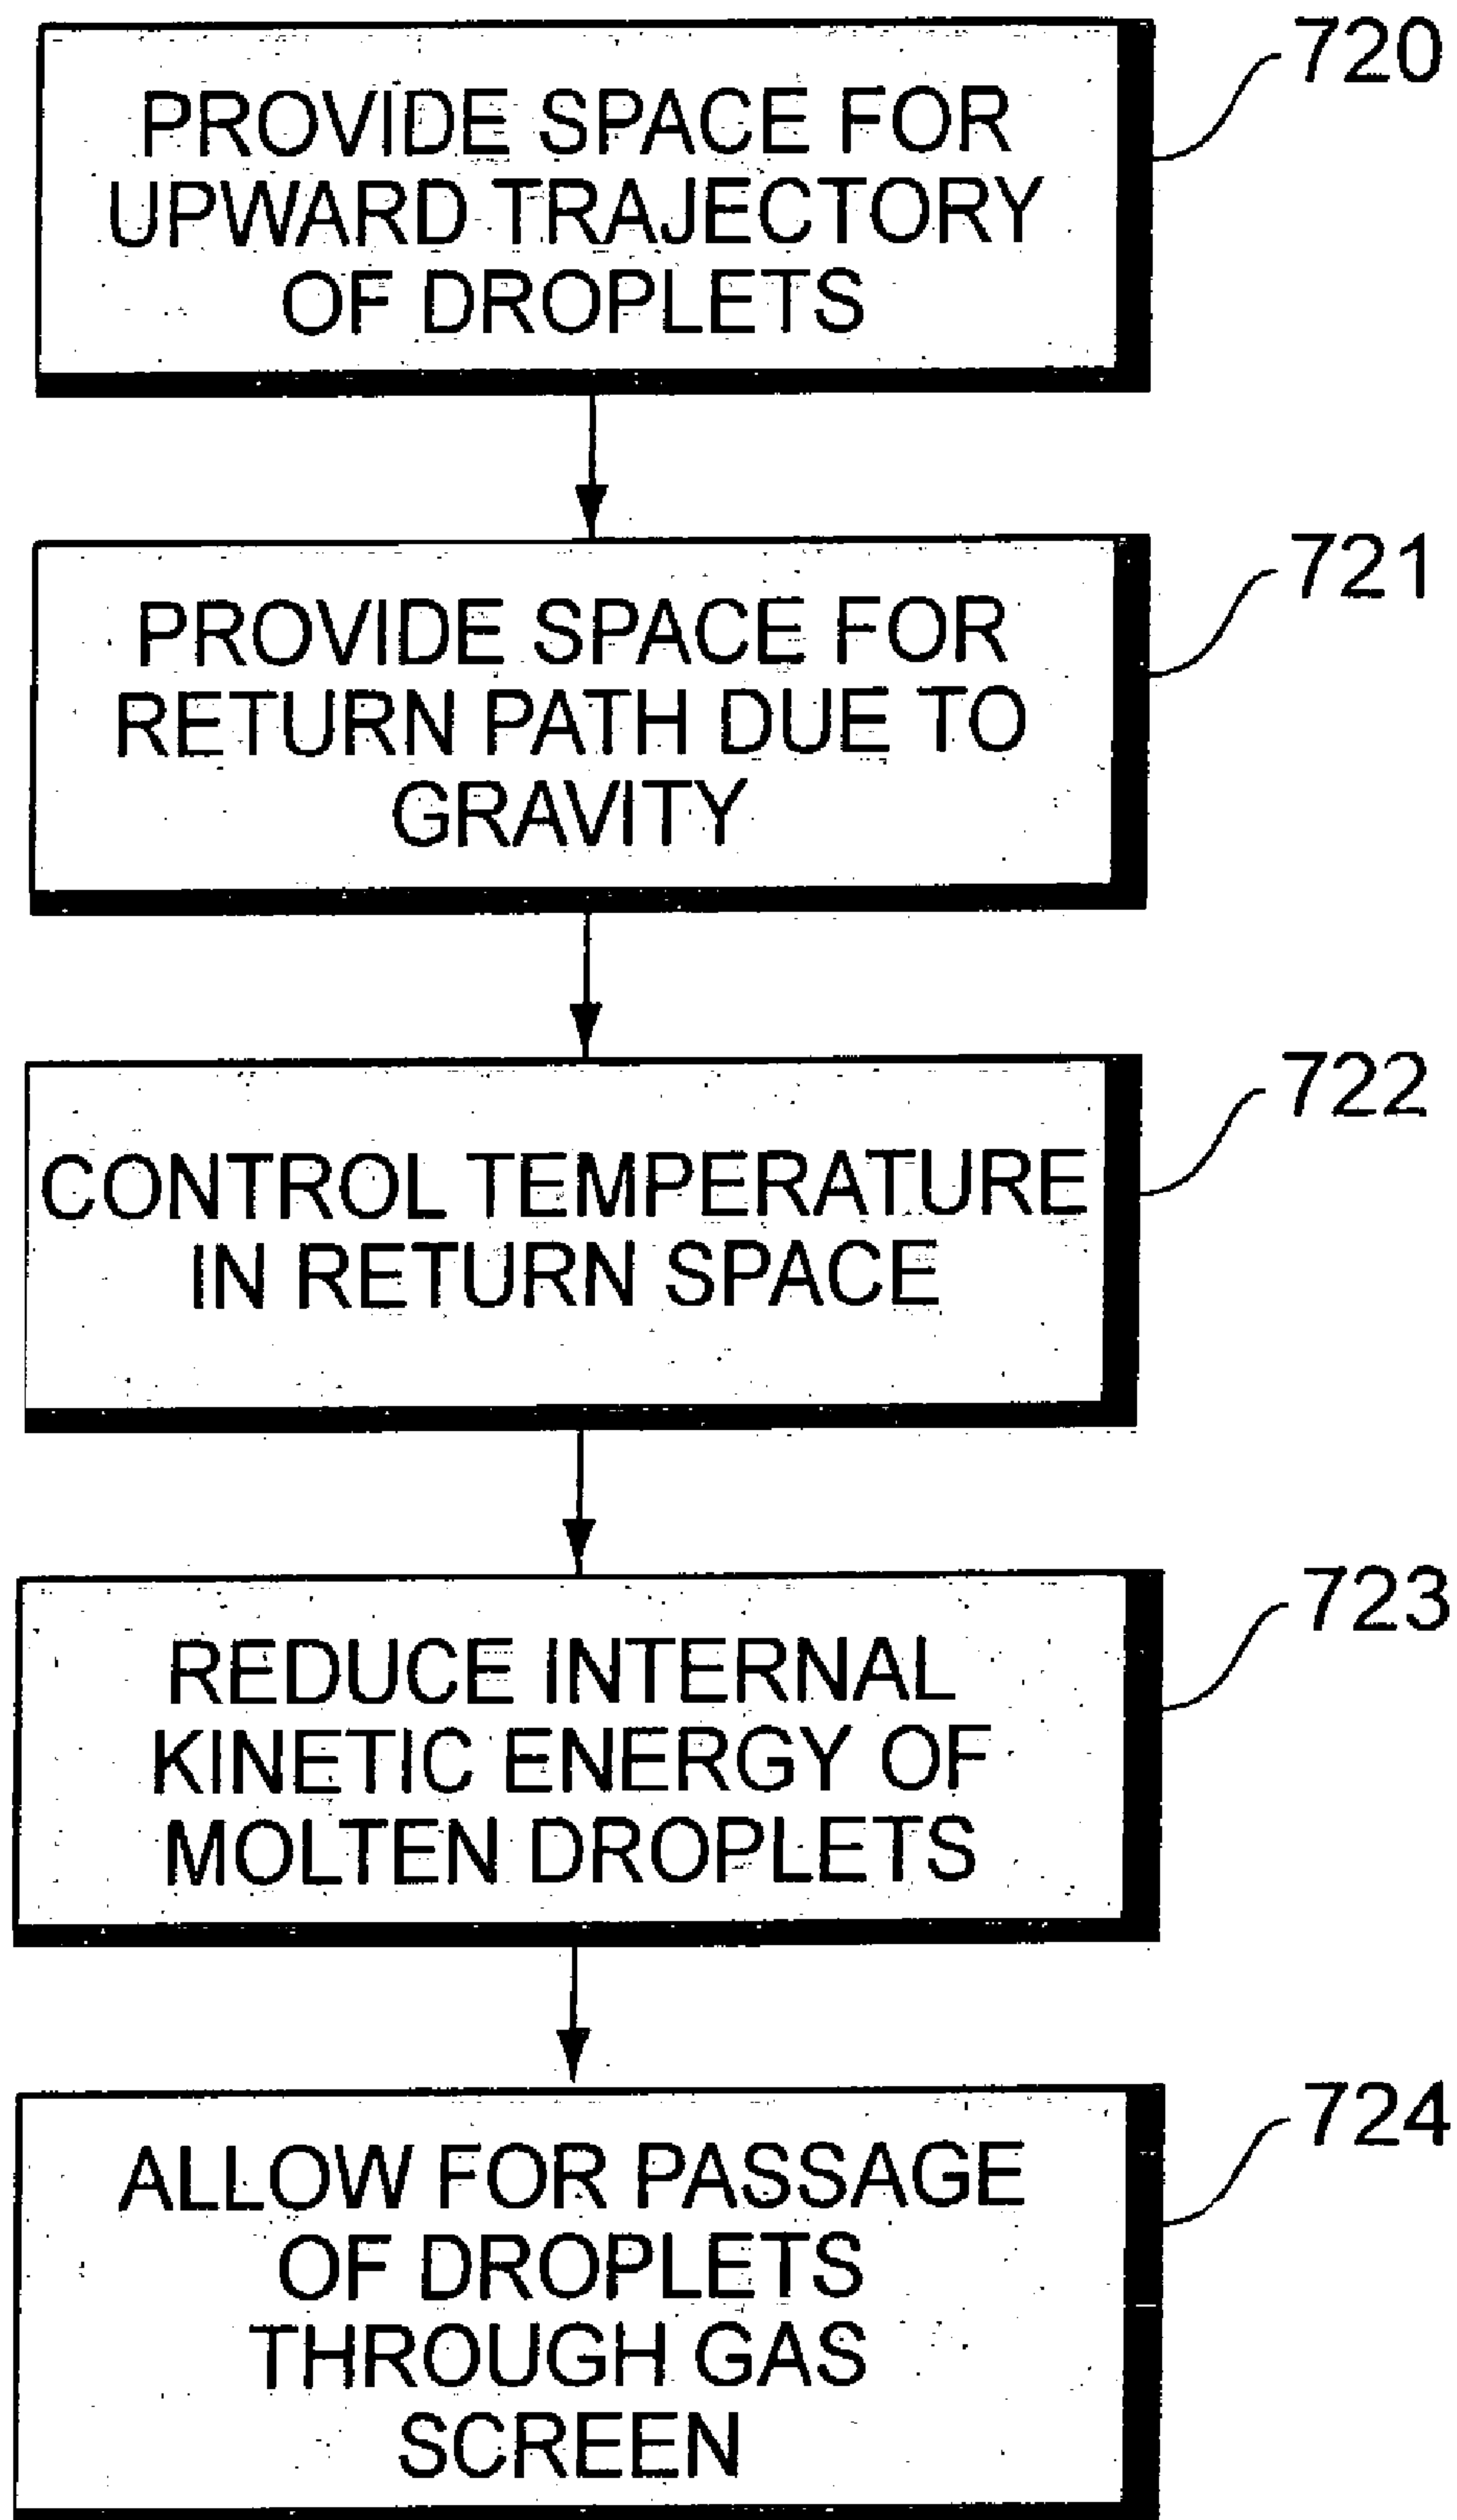 PROVIDE SPACE FOR
UPWARD TRAJECTORY
OF DROPLETS
720
PROVIDE SPACE FOR
RETURN PATH DUE TO
GRAVITY
721
CONTROL TEMPERATURE
IN RETURN SPACE
722
REDUCE INTERNAL
KINETIC ENERGY OF
MOLTEN DROPLETS
723
ALLOW FOR PASSAGE
OF DROPLETS
THROUGH GAS
SCREEN
724